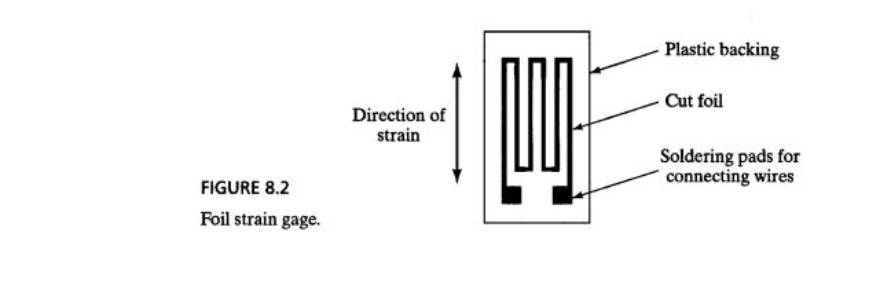 Plastic backing
Direction of
strain
Cut foil
Soldering pads for
connecting wires
FIGURE 8.2
Foil strain gage.